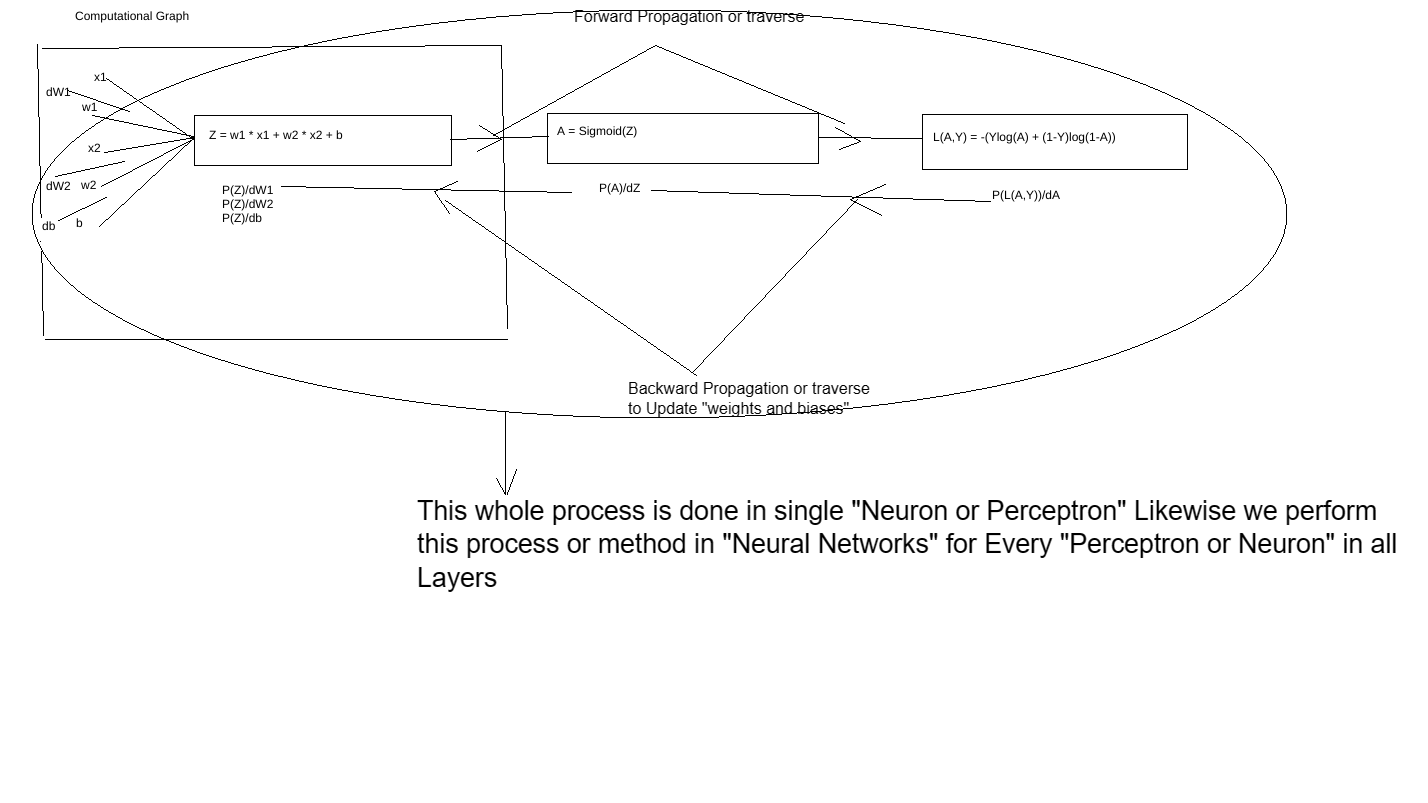 Computational Graph
Forward Propagation or traverse
x1
dW1
w1
Z = w1 * x1 + w2 * x2 + b
A = Sigmoid(Z)
L(A,Y) = -(Ylog(A) + (1-Y)log(1-A))
x2
dW2
w2
db
b
P(Z)/dW1
P(Z)/dW2
P(Z)/db
P(A)/dZ
P(L(A,Y))/dA
Backward Propagation or traverse
to Update "weights and biases"
This whole process is done in single "Neuron or Perceptron" Likewise we perform
this process or method in "Neural Networks" for Every "Perceptron or Neuron" in all
Layers